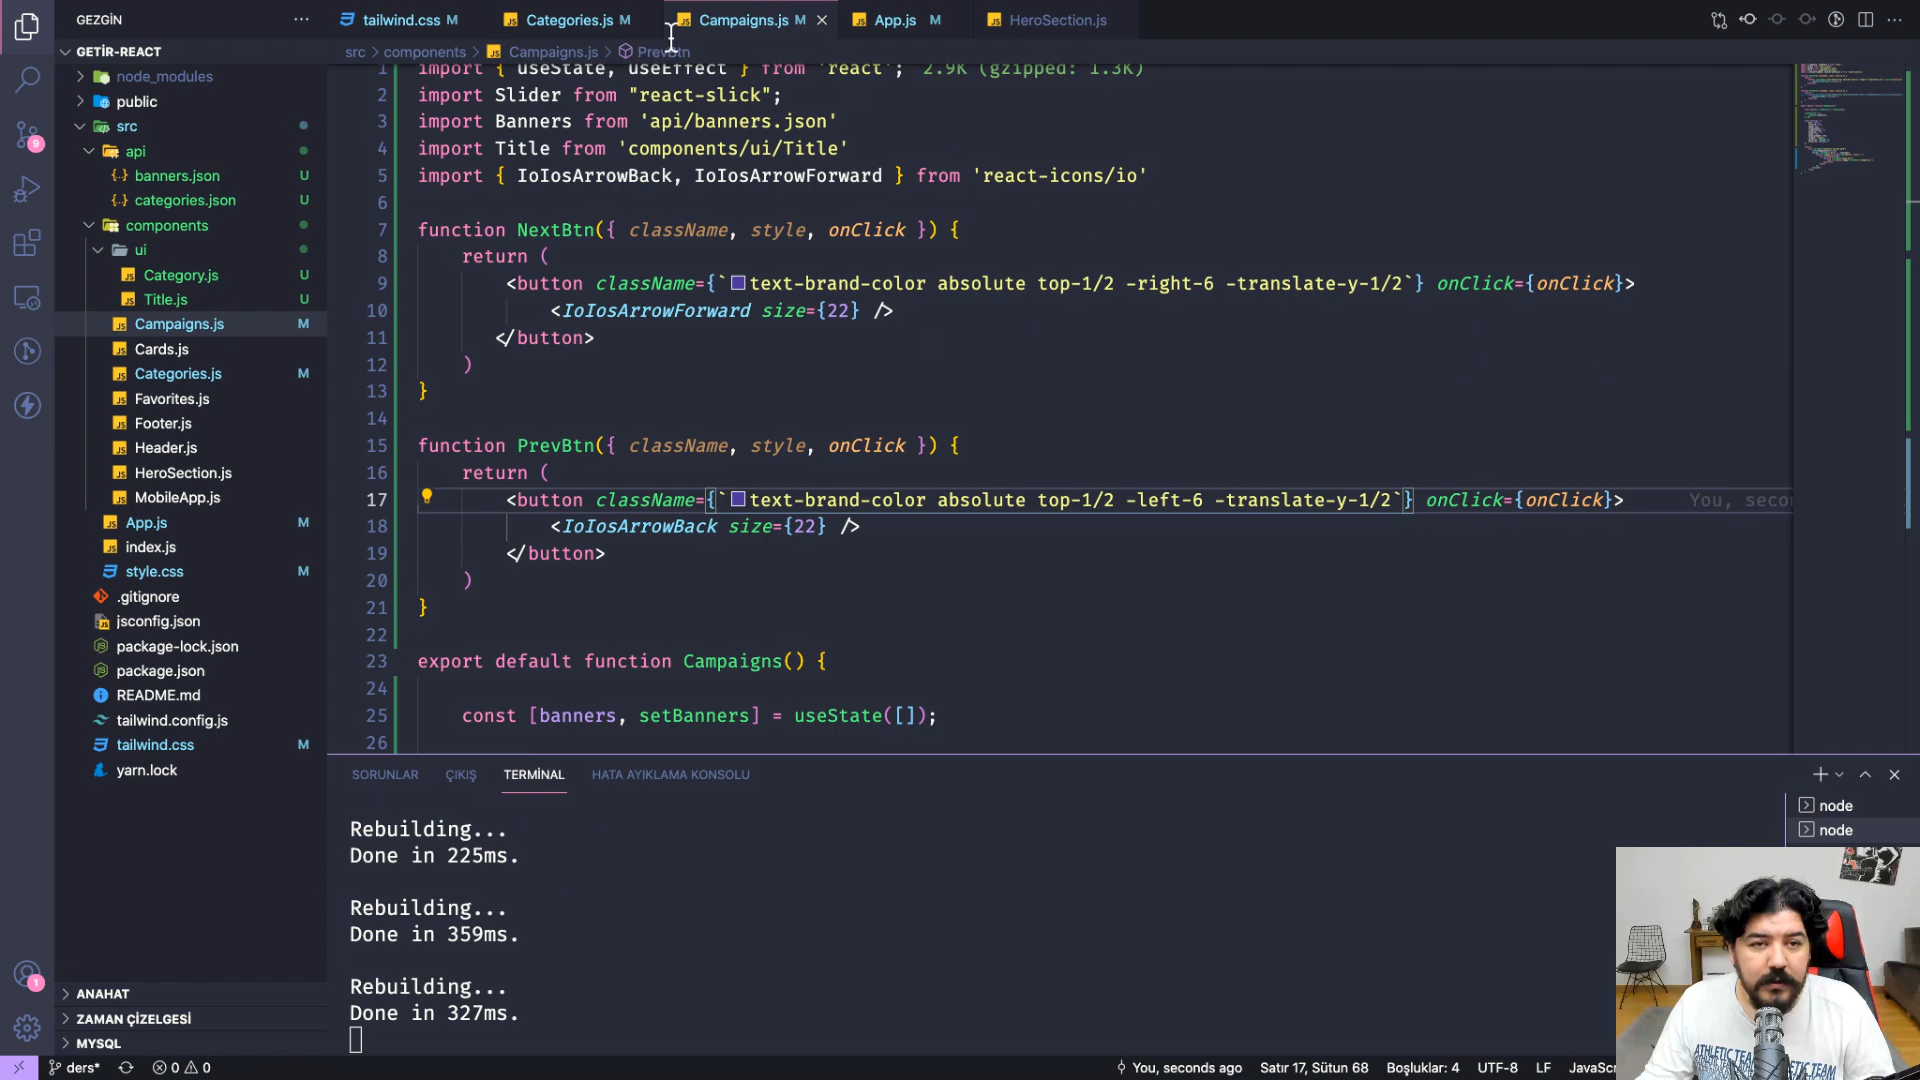 GEZGİN
tailwind.css M
Categories.js M
Campaigns.js M
App.js M
HeroSection.js
GETIR-REACT
src > components > Campaigns.js > PrevBtn
node_modules
public
src
api
banners.json U
categories.json U
components
ui
Category.js U
Title.js U
Campaigns.js M
Cards.js
Categories.js M
Favorites.js
Footer.js
Header.js
HeroSection.js
MobileApp.js
App.js M
index.js
style.css M
.gitignore
jsconfig.json
package-lock.json
package.json
README.md
tailwind.config.js
tailwind.css M
yarn.lock
ANAHAT
ZAMAN ÇİZELGESİ
MYSQL
9
1
1 import { useState, useEffect } from 'react'; 2.9K (gzipped: 1.3K)
2 import Slider from "react-slick";
3 import Banners from 'api/banners.json'
4 import Title from 'components/ui/Title'
5 import { IoIosArrowBack, IoIosArrowForward } from 'react-icons/io'
6
7 function NextBtn({ className, style, onClick }) {
8 return (
9 <button className={`text-brand-color absolute top-1/2 -right-6 -translate-y-1/2`} onClick={onClick}>
10 <IoIosArrowForward size={22} />
11 </button>
12 )
13 }
14
15 function PrevBtn({ className, style, onClick }) {
16 return (
17 <button className={`text-brand-color absolute top-1/2 -left-6 -translate-y-1/2`} onClick={onClick}> You, secon
18 <IoIosArrowBack size={22} />
19 </button>
20 )
21 }
22
23 export default function Campaigns() {
24
25 const [banners, setBanners] = useState([]);
26
SORUNLAR ÇIKIŞ TERMİNAL HATA AYIKLAMA KONSOLU
Rebuilding...
Done in 225ms.
Rebuilding...
Done in 359ms.
Rebuilding...
Done in 327ms.
node
node
ATHLETIC TEAM
ders* 0 0 You, seconds ago Satır 17, Sütun 68 Boşluklar: 4 UTF-8 LF JavaScr